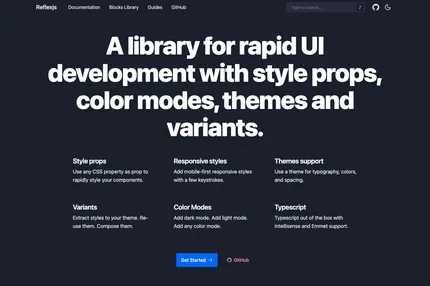 Reflexjs Documentation Blocks Library Guides GitHub Type to search... /
A library for rapid UI
development with style props,
color modes, themes and
variants.
Style props Responsive styles Themes support
Use any CSS property as prop to Add mobile-first responsive styles Use a theme for typography, colors,
rapidly style your components. with a few keystrokes. and spacing.
Variants Color Modes Typescript
Extract styles to your theme. Re- Add dark mode. Add light mode. Typescript out of the box with
use them. Compose them. Add any color mode. Intellisense and Emmet support.
Get Started → GitHub